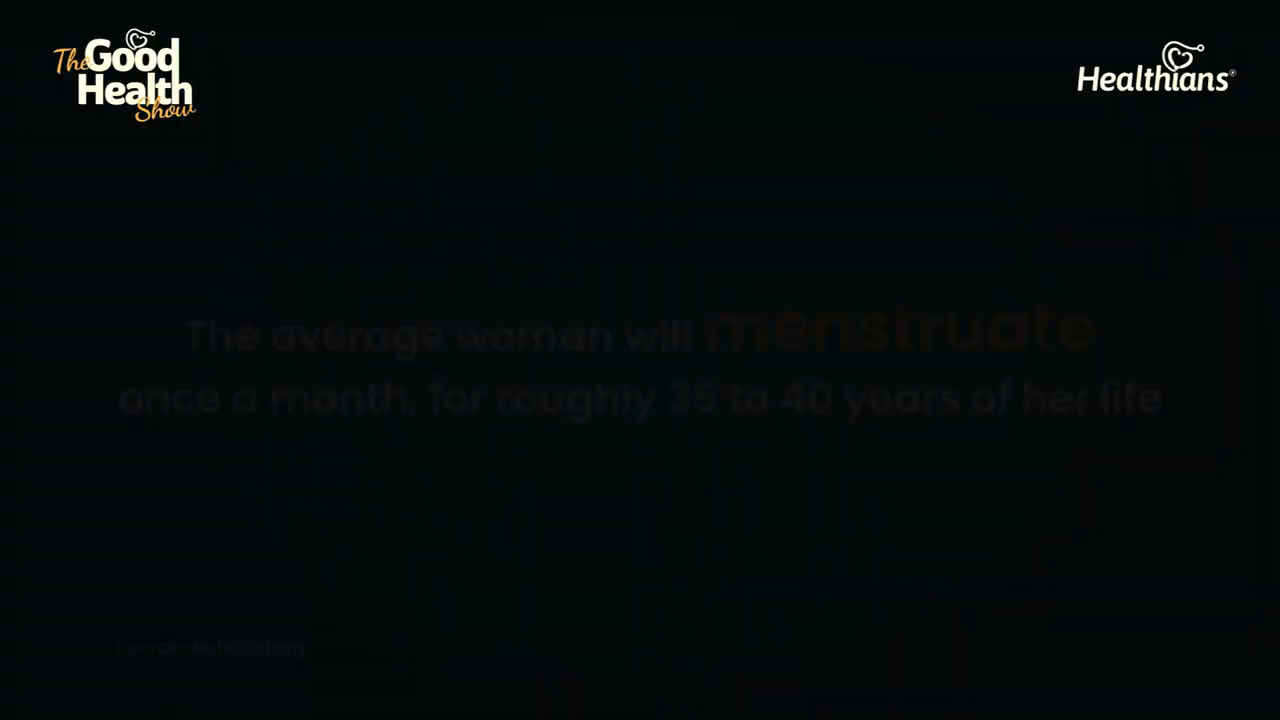 The Good
Health
Show
Healthians®
The average woman will menstruate
once a month, for roughly 35 to 40 years of her life